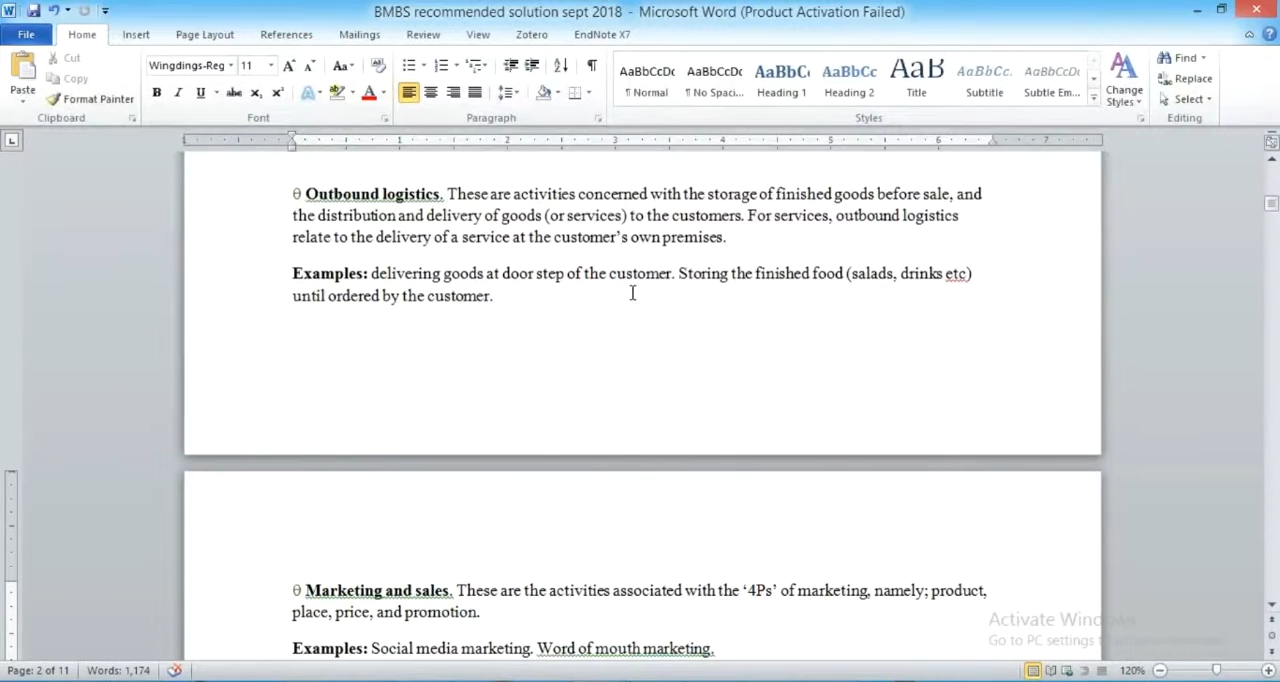 BMBS recommended solution sept 2018 - Microsoft Word (Product Activation Failed)
File Home Insert Page Layout References Mailings Review View Zotero EndNote X7
Paste Cut Copy Format Painter
Clipboard
Wingdings-Reg 11
Font
Paragraph
AaBbCcDc AaBbCcDc AaBbC AaBbCc AaB AaBbCc. AaBbCcDc
¶ Normal ¶ No Spaci... Heading 1 Heading 2 Title Subtitle Subtle Em...
Styles
Change Styles
Find Replace Select
Editing
1 2 3 4 5 6 7
θ Outbound logistics. These are activities concerned with the storage of finished goods before sale, and
the distribution and delivery of goods (or services) to the customers. For services, outbound logistics
relate to the delivery of a service at the customer’s own premises.
Examples: delivering goods at door step of the customer. Storing the finished food (salads, drinks etc)
until ordered by the customer.
θ Marketing and sales. These are the activities associated with the ‘4Ps’ of marketing, namely; product,
place, price, and promotion.
Examples: Social media marketing. Word of mouth marketing.
Activate
Go to PC settings
Page: 2 of 11 Words: 1,174 120%